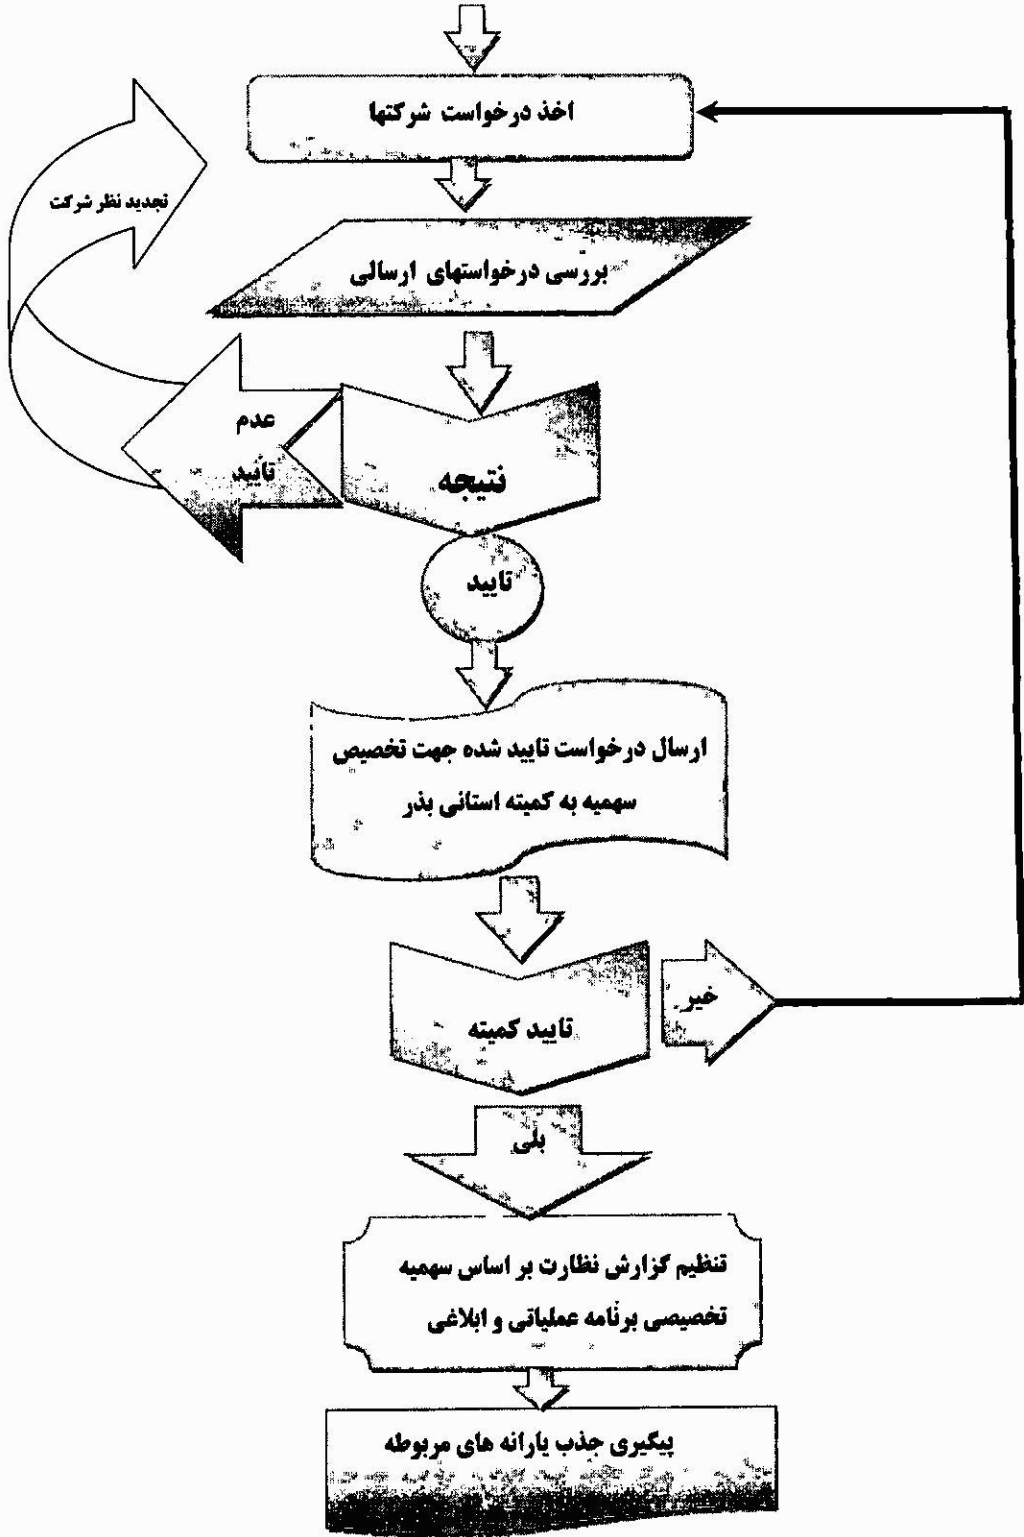 اخذ درخواست شرکتها
تجدید نظر شرکت
بررسی درخواستهای ارسالی
عدم
تأیید
نتیجه
تایید
ارسال درخواست تایید شده جهت تخصیص
سهمیه به کمیته استانی بذر
تایید کمیته
خیر
بلی
تنظیم گزارش نظارت بر اساس سهمیه
تخصیصی برنامه عملیاتی و ابلاغی
پیگیری جذب یارانه های مربوطه